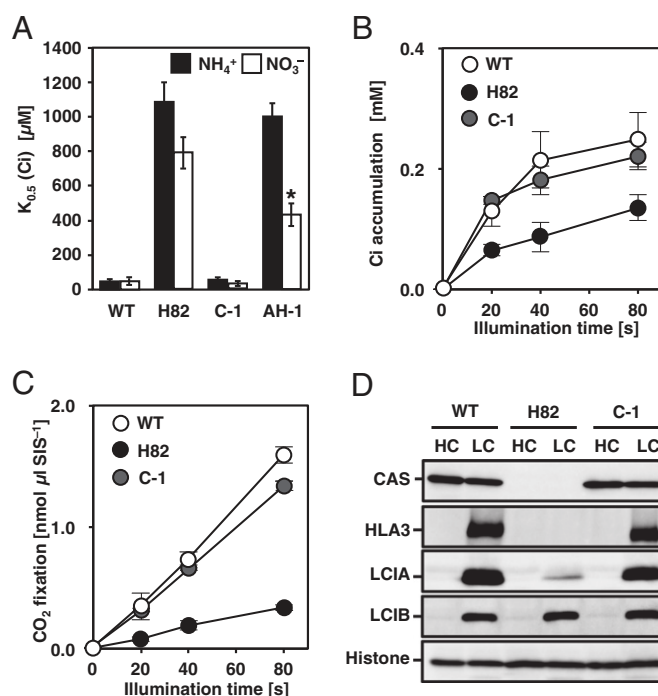 A
1400
1200
1000
800
600
400
200
0
K0.5 (Ci) [µM]
NH4+ NO3−
*
WT H82 C-1 AH-1
B
0.4
0.2
0.0
Ci accumulation [mM]
WT
H82
C-1
0 20 40 60 80
Illumination time [s]
C
2.0
1.0
0.0
CO2 fixation [nmol µl SIS−1]
WT
H82
C-1
0 20 40 60 80
Illumination time [s]
D
WT H82 C-1
HC LC HC LC HC LC
CAS
HLA3
LCIA
LCIB
Histone